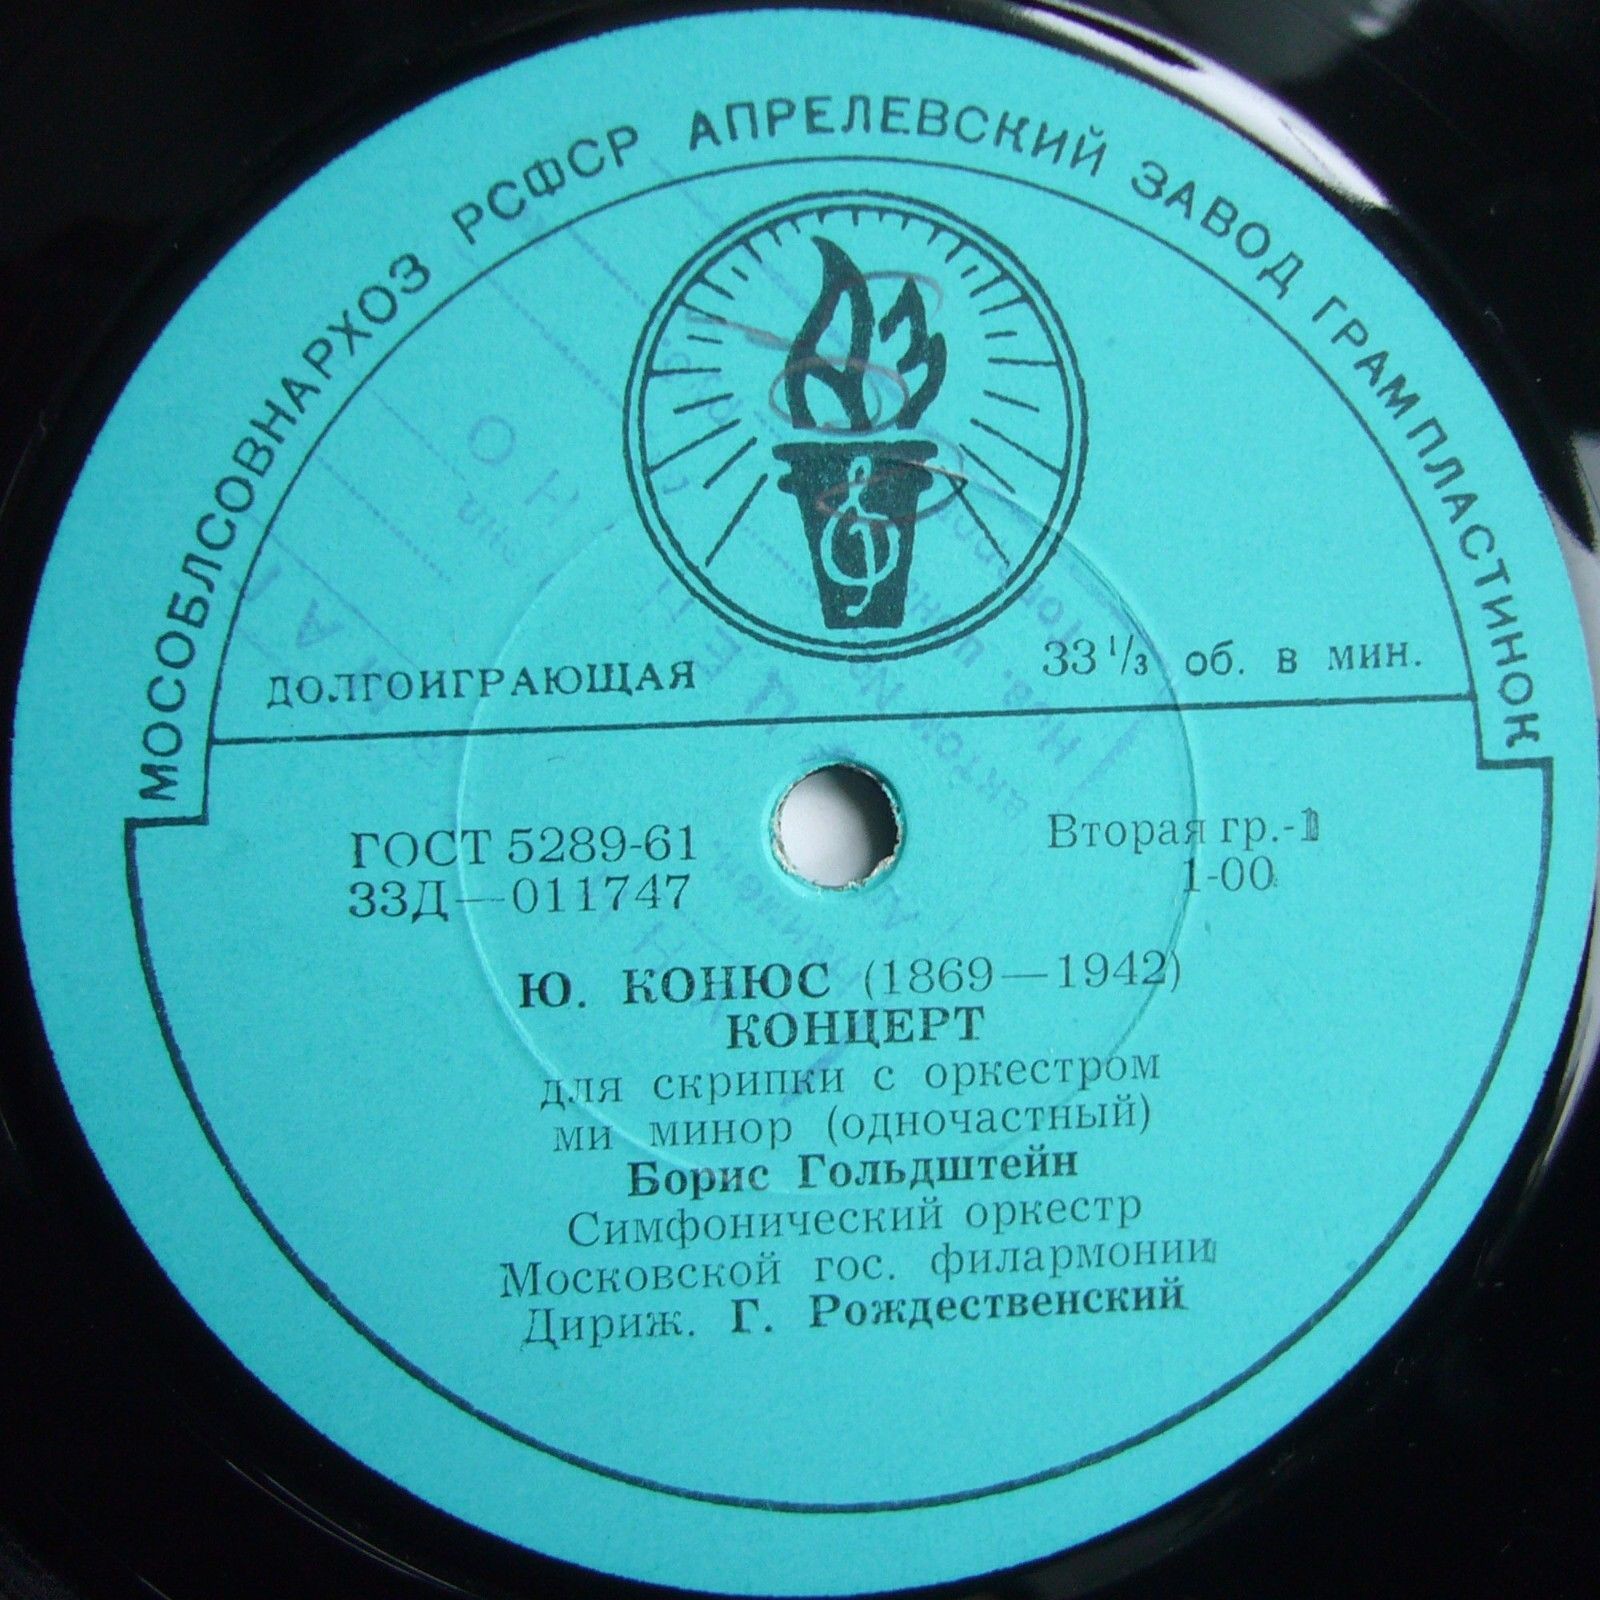 МОСОБЛСОВНАРХОЗ РСФСР АПРЕЛЕВСКИЙ ЗАВОД ГРАМПЛАСТИНОК
ДОЛГОИГРАЮЩАЯ 33 1/3 об. в мин.
ГОСТ 5289-61 Вторая гр.-1
33Д—011747 1-00
Ю. КОНЮС (1869—1942)
КОНЦЕРТ
для скрипки с оркестром
ми минор (одночастный)
Борис Гольдштейн
Симфонический оркестр
Московской гос. филармонии
Дириж. Г. Рождественский